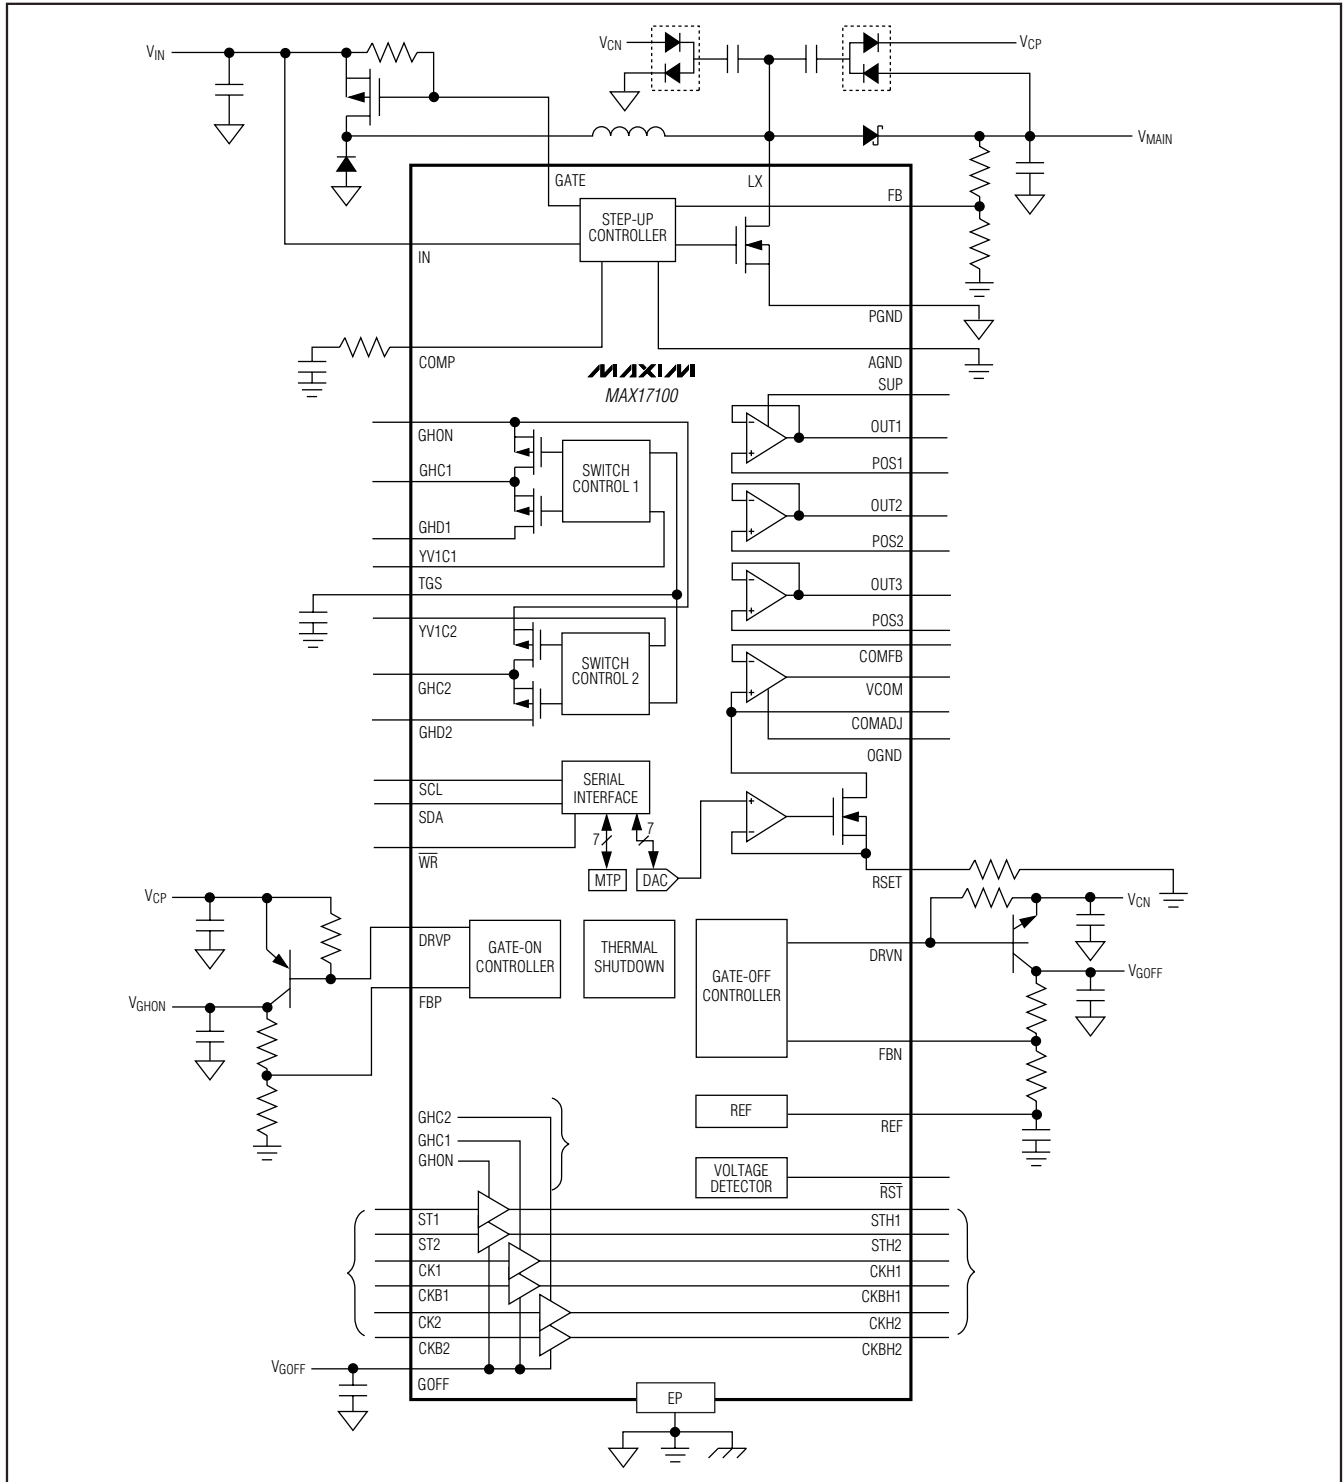 VIN
VCN
VCP
VMAIN
GATE
LX
FB
STEP-UP
CONTROLLER
IN
PGND
COMP
AGND
MAXIM
MAX17100
SUP
GHON
OUT1
GHC1
SWITCH
CONTROL 1
POS1
OUT2
GHD1
POS2
YV1C1
TGS
OUT3
POS3
YV1C2
COMFB
SWITCH
CONTROL 2
GHC2
VCOM
COMADJ
GHD2
OGND
SCL
SERIAL
INTERFACE
SDA
7
7
WR
MTP
DAC
RSET
VCP
VCN
DRVP
GATE-ON
CONTROLLER
THERMAL
SHUTDOWN
GATE-OFF
CONTROLLER
DRVN
VGOFF
VGHON
FBP
FBN
GHC2
REF
REF
GHC1
GHON
VOLTAGE
DETECTOR
RST
ST1
STH1
ST2
STH2
CK1
CKH1
CKB1
CKBH1
CK2
CKH2
CKB2
CKBH2
VGOFF
GOFF
EP